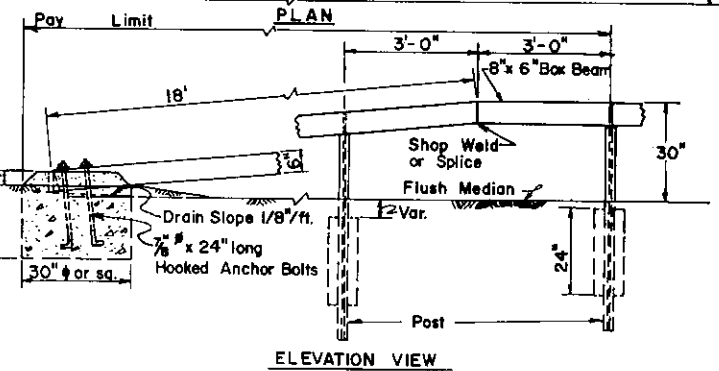 PLAN
Pay Limit
3'-0" 3'-0"
8"x 6" Box Beam
18'
6"
Shop Weld
or Splice
30"
Flush Median
Drain Slope 1/8"/ft.
Var.
7/8" ø x 24" long
Hooked Anchor Bolts
24"
30" ø or sq.
Post
ELEVATION VIEW